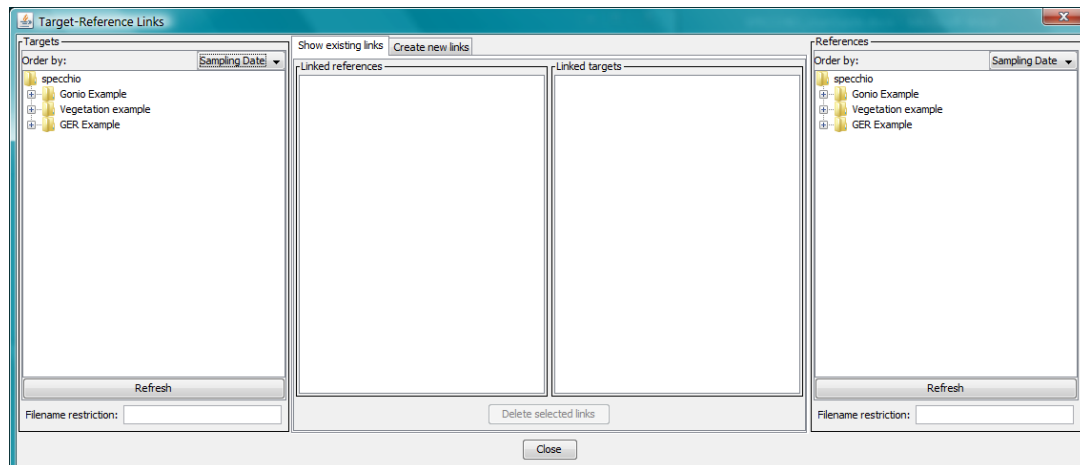 Target-Reference Links
Targets
Order by: Sampling Date
specchio
Gonio Example
Vegetation example
GER Example
Refresh
Filename restriction:
Show existing links Create new links
Linked references
Linked targets
Delete selected links
References
Order by: Sampling Date
specchio
Gonio Example
Vegetation example
GER Example
Refresh
Filename restriction:
Close